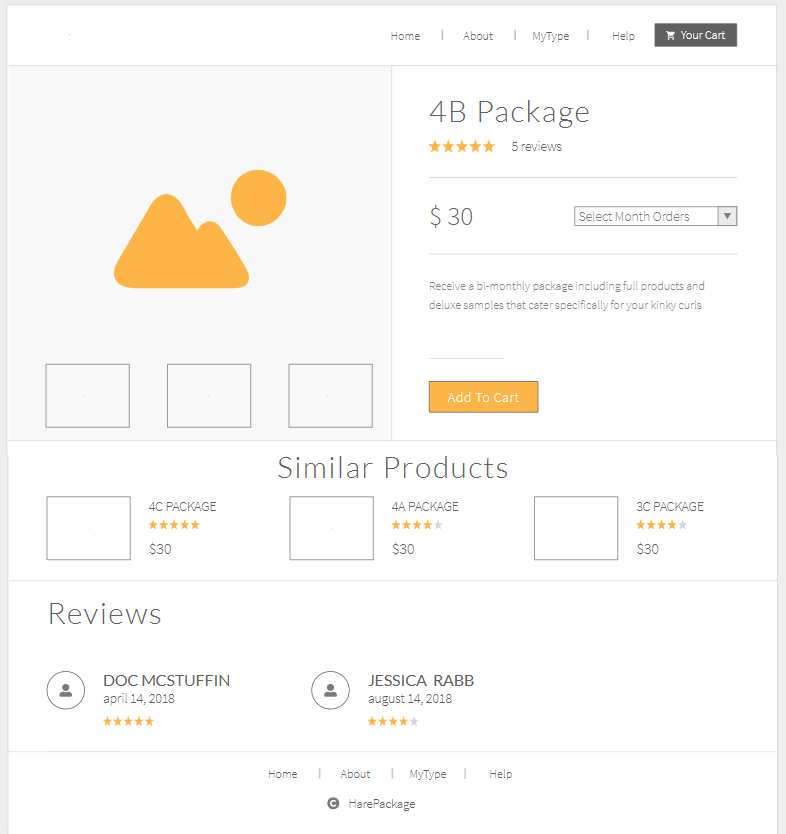 Home | About | MyType | Help Your Cart
4B Package
5 reviews
$ 30 Select Month Orders
Receive a bi-monthly package including full products and
deluxe samples that cater specifically for your kinky curls
Add To Cart
Similar Products
4C PACKAGE
$30
4A PACKAGE
$30
3C PACKAGE
$30
Reviews
DOC MCSTUFFIN
april 14, 2018
JESSICA RABB
august 14, 2018
Home | About | MyType | Help
© HarePackage